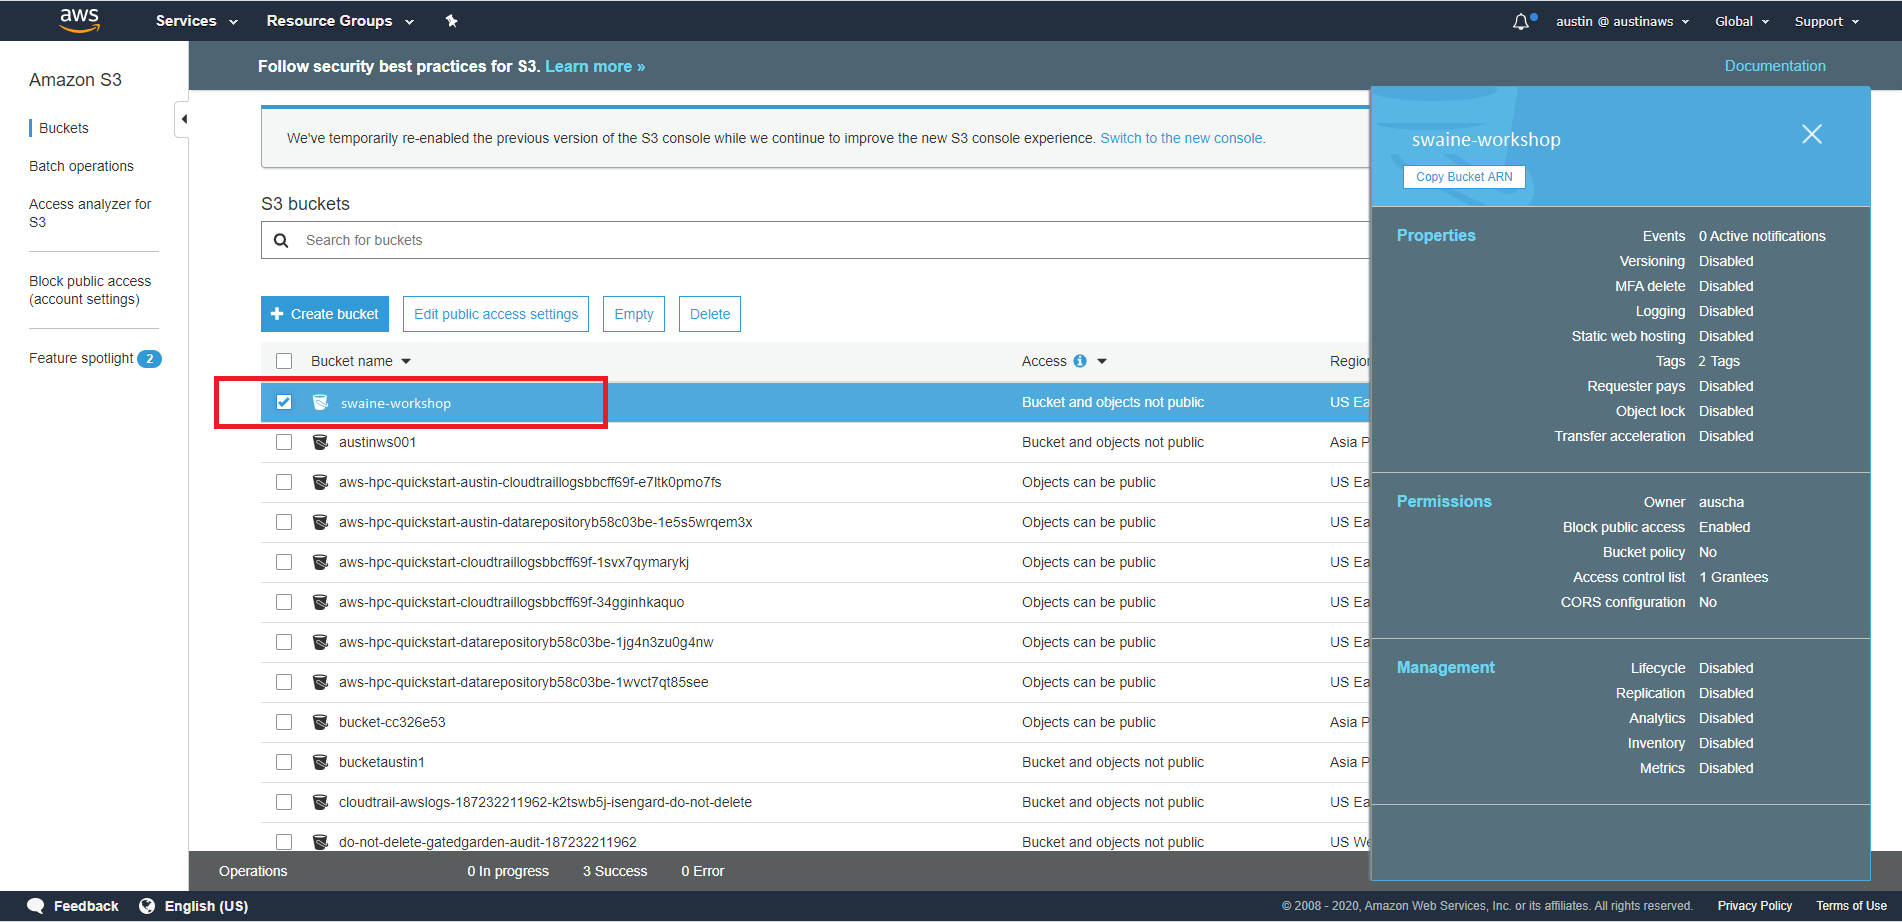 aws Services Resource Groups austin @ austinaws Global Support
Amazon S3
Buckets
Batch operations
Access analyzer for
S3
Block public access
(account settings)
Feature spotlight 2
Follow security best practices for S3. Learn more » Documentation
We've temporarily re-enabled the previous version of the S3 console while we continue to improve the new S3 console experience. Switch to the new console.
S3 buckets
Search for buckets
Create bucket Edit public access settings Empty Delete
Bucket name Access Region
swaine-workshop Bucket and objects not public US Ea
austinws001 Bucket and objects not public Asia P
aws-hpc-quickstart-austin-cloudtraillogsbbcff69f-e7ltk0pmo7fs Objects can be public US Ea
aws-hpc-quickstart-austin-datarepositoryb58c03be-1e5s5wrqem3x Objects can be public US Ea
aws-hpc-quickstart-cloudtraillogsbbcff69f-1svx7qymarykj Objects can be public US Ea
aws-hpc-quickstart-cloudtraillogsbbcff69f-34gginhkaquo Objects can be public US Ea
aws-hpc-quickstart-datarepositoryb58c03be-1jg4n3zu0g4nw Objects can be public US Ea
aws-hpc-quickstart-datarepositoryb58c03be-1wvct7qt85see Objects can be public US Ea
bucket-cc326e53 Objects can be public Asia P
bucketaustin1 Bucket and objects not public Asia P
cloudtrail-awslogs-187232211962-k2tswb5j-isengard-do-not-delete Bucket and objects not public US Ea
do-not-delete-gatedgarden-audit-187232211962 Bucket and objects not public US We
swaine-workshop
Copy Bucket ARN
Properties Events 0 Active notifications
Versioning Disabled
MFA delete Disabled
Logging Disabled
Static web hosting Disabled
Tags 2 Tags
Requester pays Disabled
Object lock Disabled
Transfer acceleration Disabled
Permissions Owner auscha
Block public access Enabled
Bucket policy No
Access control list 1 Grantees
CORS configuration No
Management Lifecycle Disabled
Replication Disabled
Analytics Disabled
Inventory Disabled
Metrics Disabled
Operations 0 In progress 3 Success 0 Error
Feedback English (US) © 2008 - 2020, Amazon Web Services, Inc. or its affiliates. All rights reserved. Privacy Policy Terms of Use